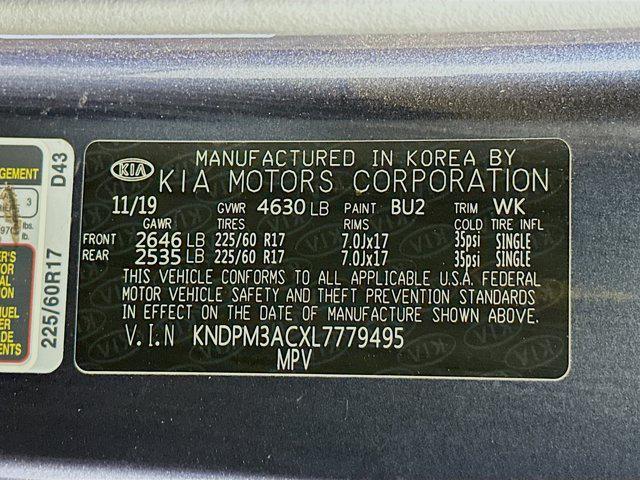 MANUFACTURED IN KOREA BY
KIA KIA MOTORS CORPORATION
11/19 GVWR 4630 LB PAINT BU2 TRIM WK
GAWR TIRES RIMS COLD TIRE INFL
FRONT 2646 LB 225/60 R17 7.0Jx17 35psi SINGLE
REAR 2535 LB 225/60 R17 7.0Jx17 35psi SINGLE
THIS VEHICLE CONFORMS TO ALL APPLICABLE U.S.A. FEDERAL
MOTOR VEHICLE SAFETY AND THEFT PREVENTION STANDARDS
IN EFFECT ON THE DATE OF MANUFACTURE SHOWN ABOVE.
V.I.N KNDPM3ACXL7779495
MPV
225/60R17 D43
3